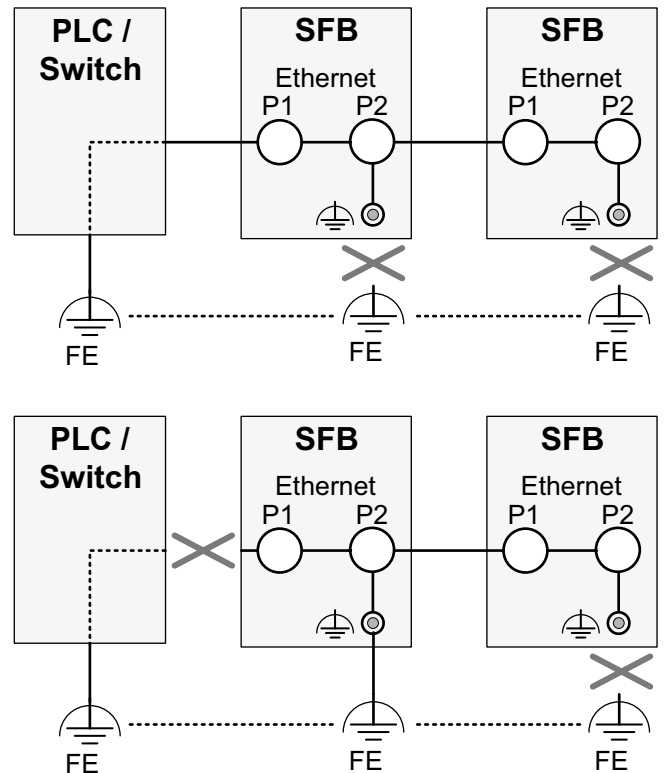 PLC /
Switch
SFB
Ethernet
P1 P2
SFB
Ethernet
P1 P2
FE
FE
FE
PLC /
Switch
SFB
Ethernet
P1 P2
SFB
Ethernet
P1 P2
FE
FE
FE